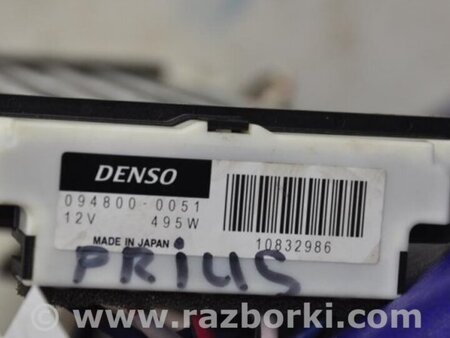 DENSO
094800-0051
12V 495W
MADE IN JAPAN
10832986
PRIUS
© www.razborki.com